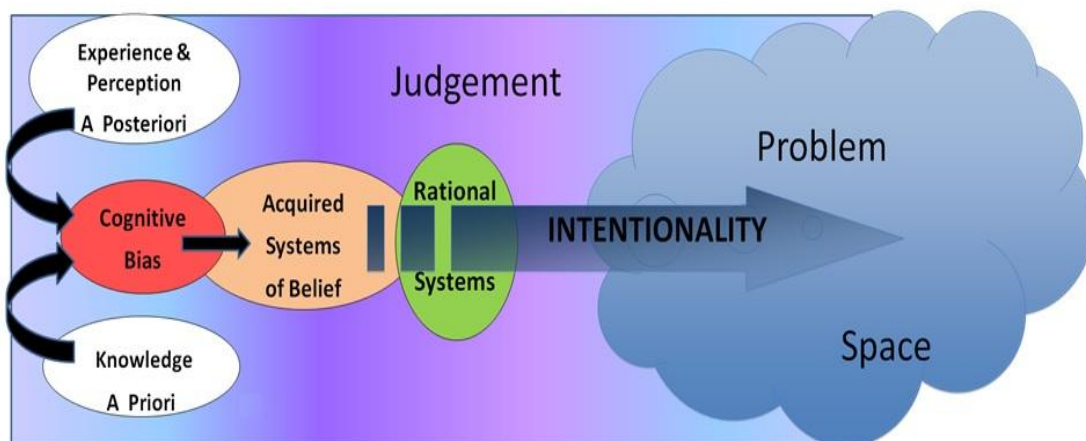 Experience &
Perception
A Posteriori
Judgement
Problem
Cognitive
Bias
Acquired
Systems
of Belief
Rational
Systems
INTENTIONALITY
Space
Knowledge
A Priori